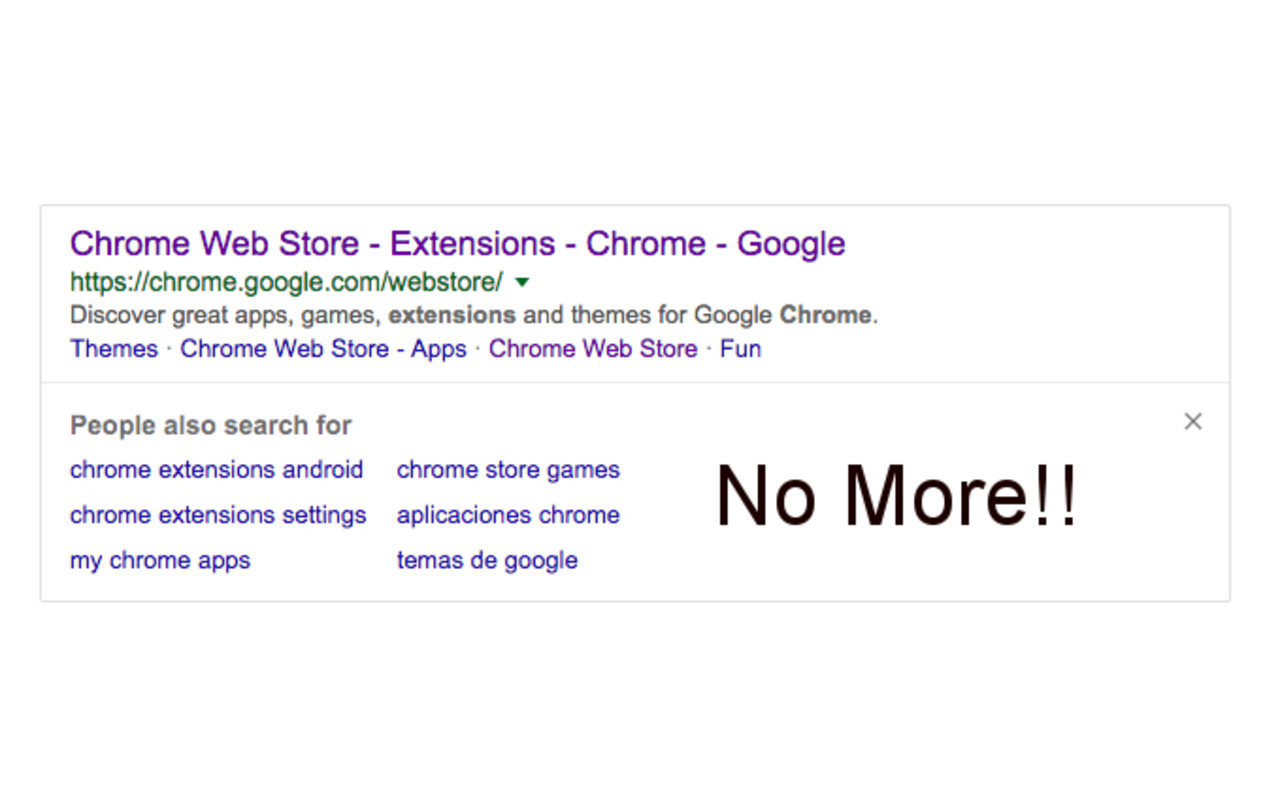 Chrome Web Store - Extensions - Chrome - Google
https://chrome.google.com/webstore/
Discover great apps, games, extensions and themes for Google Chrome.
Themes · Chrome Web Store - Apps · Chrome Web Store · Fun
People also search for
chrome extensions android chrome store games
chrome extensions settings aplicaciones chrome
my chrome apps temas de google
No More!!